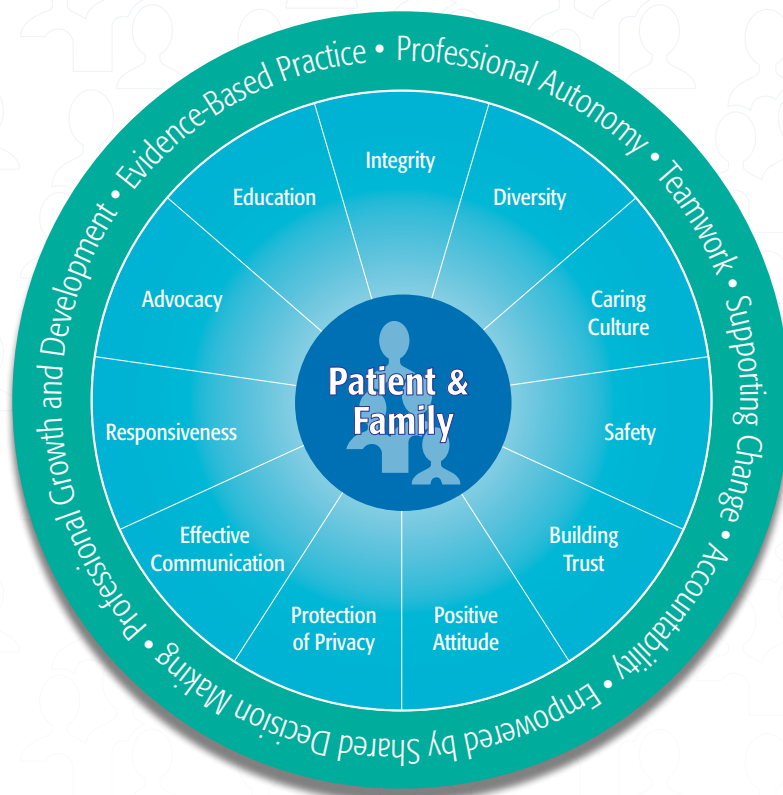 Evidence-Based Practice • Professional Autonomy • Teamwork • Supporting Change • Accountability • Empowered by Shared Decision Making • Professional Growth and Development •
Integrity
Diversity
Caring
Culture
Safety
Building
Trust
Positive
Attitude
Protection
of Privacy
Effective
Communication
Responsiveness
Advocacy
Education
Patient &
Family